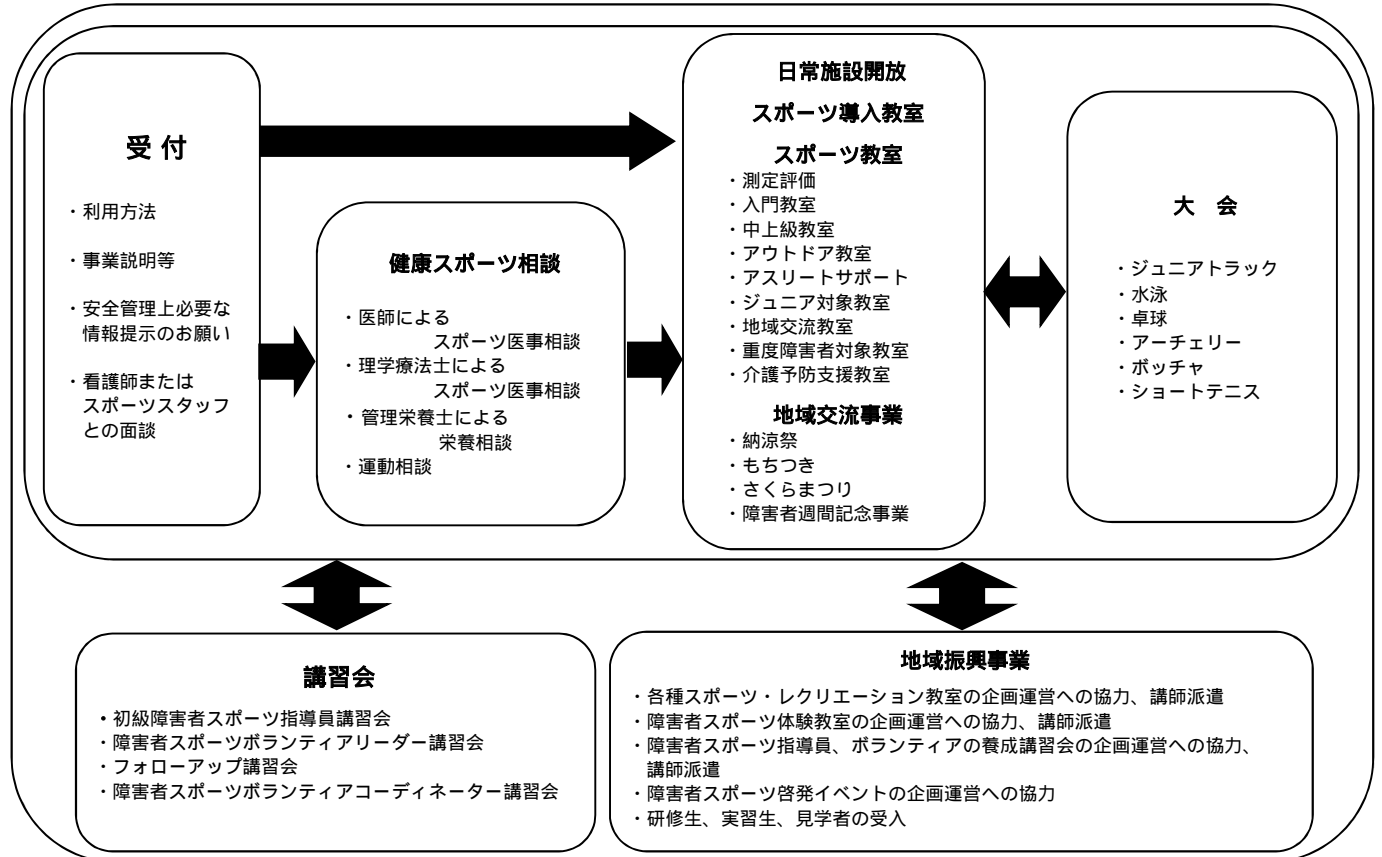 受 付
・利用方法
・事業説明等
・安全管理上必要な
情報提示のお願い
・看護師または
スポーツスタッフ
との面談
健康スポーツ相談
・医師による
スポーツ医事相談
・理学療法士による
スポーツ医事相談
・管理栄養士による
栄養相談
・運動相談
日常施設開放
スポーツ導入教室
スポーツ教室
・測定評価
・入門教室
・中上級教室
・アウトドア教室
・アスリートサポート
・ジュニア対象教室
・地域交流教室
・重度障害者対象教室
・介護予防支援教室
地域交流事業
・納涼祭
・もちつき
・さくらまつり
・障害者週間記念事業
大　会
・ジュニアトラック
・水泳
・卓球
・アーチェリー
・ボッチャ
・ショートテニス
講習会
・初級障害者スポーツ指導員講習会
・障害者スポーツボランティアリーダー講習会
・フォローアップ講習会
・障害者スポーツボランティアコーディネーター講習会
地域振興事業
・各種スポーツ・レクリエーション教室の企画運営への協力、講師派遣
・障害者スポーツ体験教室の企画運営への協力、講師派遣
・障害者スポーツ指導員、ボランティアの養成講習会の企画運営への協力、
講師派遣
・障害者スポーツ啓発イベントの企画運営への協力
・研修生、実習生、見学者の受入